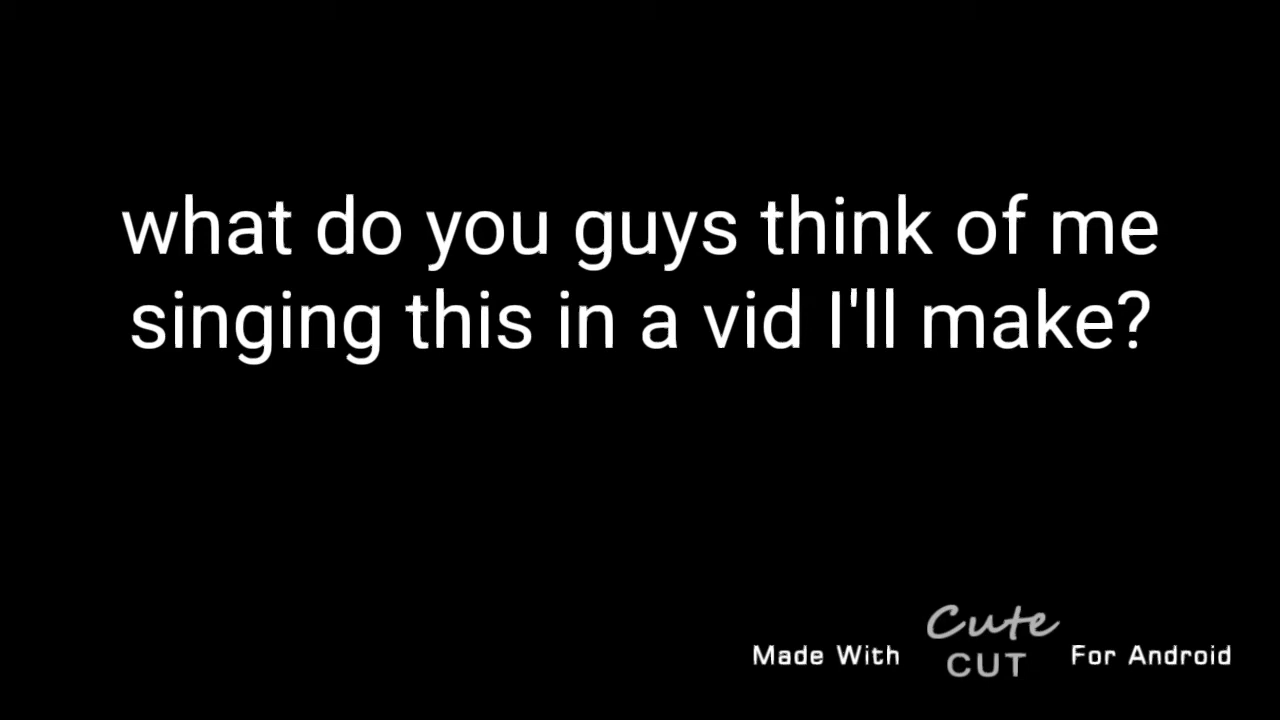 what do you guys think of me
singing this in a vid I'll make?
Made With Cute CUT For Android